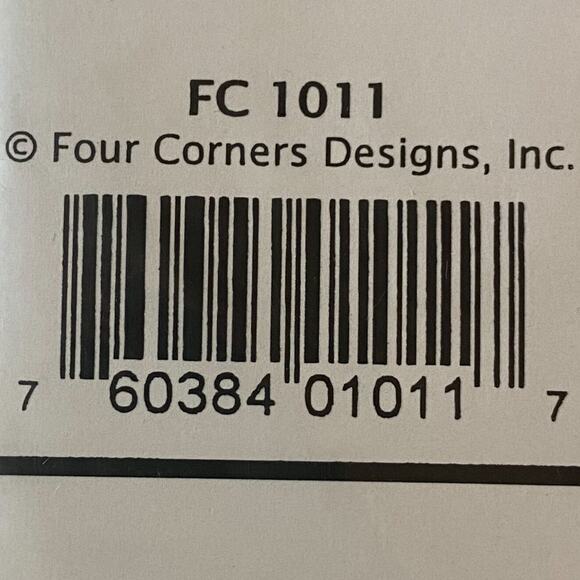 FC 1011
© Four Corners Designs, Inc.
7 60384 01011 7